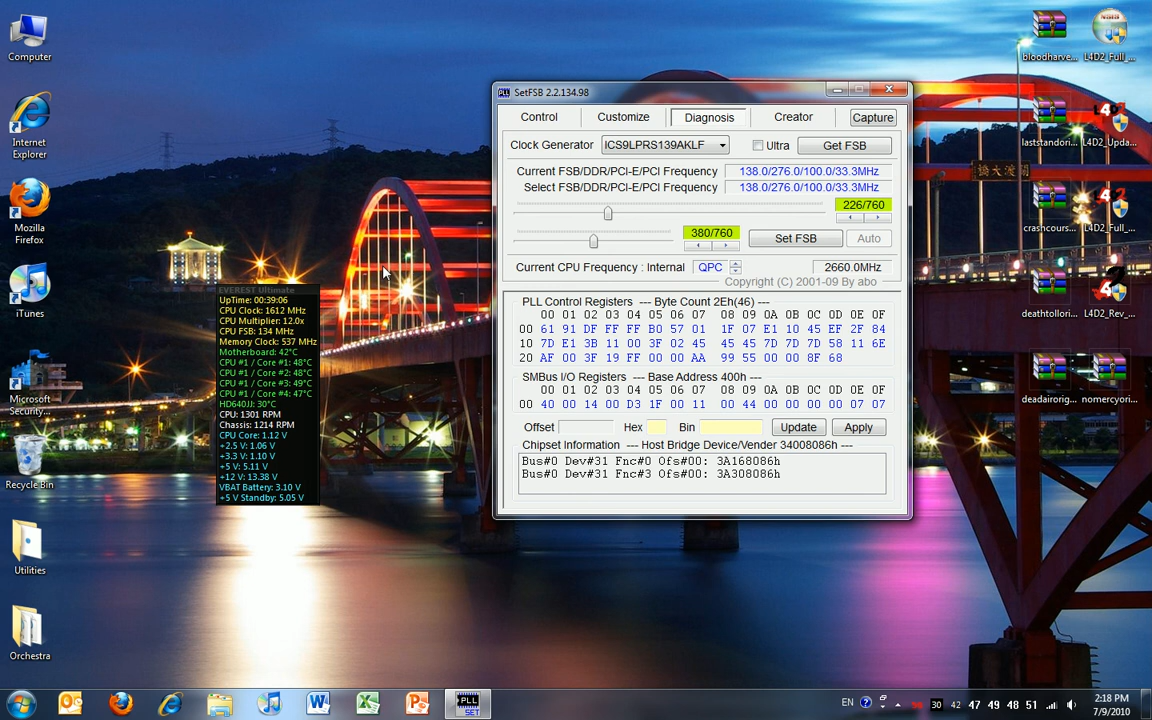 Computer
Internet
Explorer
Mozilla
Firefox
iTunes
Microsoft
Security...
Recycle Bin
Utilities
Orchestra
EVEREST Ultimate
UpTime: 00:39:06
CPU Clock: 1612 MHz
CPU Multiplier: 12.0x
CPU FSB: 134 MHz
Memory Clock: 537 MHz
Motherboard: 42°C
CPU #1 / Core #1: 48°C
CPU #1 / Core #2: 48°C
CPU #1 / Core #3: 49°C
CPU #1 / Core #4: 47°C
HD640JJ: 30°C
CPU: 1301 RPM
Chassis: 1214 RPM
CPU Core: 1.12 V
+2.5 V: 1.06 V
+3.3 V: 1.10 V
+5 V: 5.11 V
+12 V: 13.38 V
VBAT Battery: 3.10 V
+5 V Standby: 5.05 V
PLL SetFSB 2.2.134.98
Control Customize Diagnosis Creator Capture
Clock Generator ICS9LPRS139AKLF Ultra Get FSB
Current FSB/DDR/PCI-E/PCI Frequency 138.0/276.0/100.0/33.3MHz
Select FSB/DDR/PCI-E/PCI Frequency 138.0/276.0/100.0/33.3MHz
226/760
380/760 Set FSB Auto
Current CPU Frequency : Internal QPC 2660.0MHz
Copyright (C) 2001-09 By abo
PLL Control Registers --- Byte Count 2Eh(46) ---
00 01 02 03 04 05 06 07 08 09 0A 0B 0C 0D 0E 0F
00 61 91 DF FF FF B0 57 01 1F 07 E1 10 45 EF 2F 84
10 7D E1 3B 11 00 3F 02 45 45 45 7D 7D 7D 58 11 6E
20 AF 00 3F 19 FF 00 00 AA 99 55 00 00 8F 68
SMBus I/O Registers --- Base Address 400h ---
00 01 02 03 04 05 06 07 08 09 0A 0B 0C 0D 0E 0F
00 40 00 14 00 D3 1F 00 11 00 44 00 00 00 00 07 07
Offset Hex Bin Update Apply
Chipset Information --- Host Bridge Device/Vender 34008086h ---
Bus#0 Dev#31 Fnc#0 Ofs#00: 3A168086h
Bus#0 Dev#31 Fnc#3 Ofs#00: 3A308086h
bloodharve... L4D2_Full_...
laststandori... L4D2_Upda...
crashcours... L4D2_Full_...
deathtollori... L4D2_Rev_...
deadairorig... nomercyori...
關渡大橋
PLL
SET
EN 30 42 47 49 48 51
2:18 PM
7/9/2010